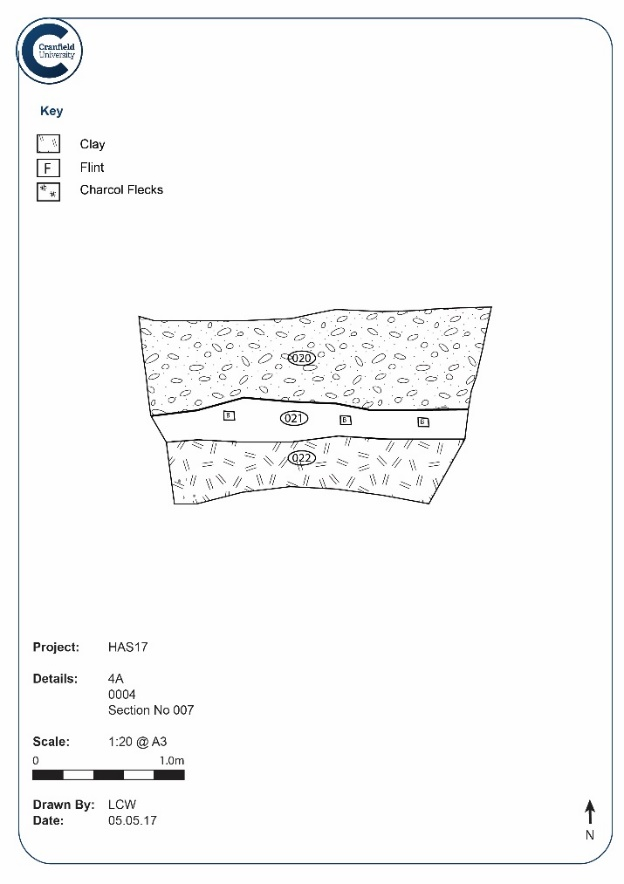 Cranfield
University
Key
Clay
F Flint
Charcol Flecks
020
B 021 B B
022
Project: HAS17
Details: 4A
0004
Section No 007
Scale: 1:20 @ A3
0 1.0m
Drawn By: LCW
Date: 05.05.17
N